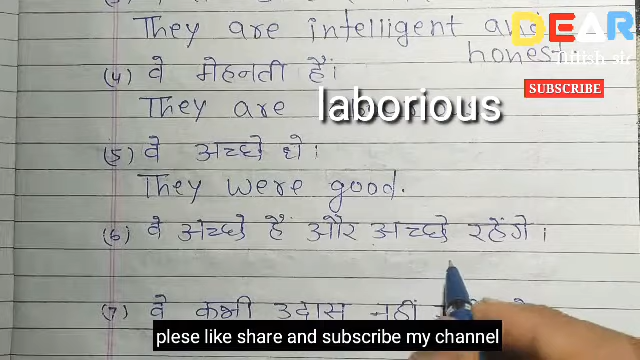 They are intelligent and
honest
(4) वे मेहनती हैं।
They are laborious
(5) वे अच्छे थे।
They were good.
(6) वे अच्छे हैं और अच्छे रहेंगे।
(7) वे कभी उदास नहीं
DEAR
SUBSCRIBE
plese like share and subscribe my channel